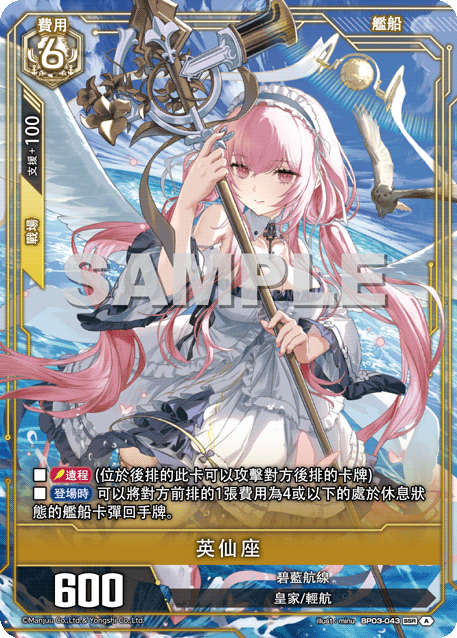 費用
6
艦船
支援+100
戰場
SAMPLE
■ 遠程 (位於後排的此卡可以攻擊對方後排的卡牌)
■ 登場時 可以將對方前排的1張費用為4或以下的處於休息狀
態的艦船卡彈回手牌。
英仙座
600
碧藍航線
皇家/輕航
©Manjuu Co.,Ltd.& Yongshi Co.,Ltd.
illust : minu BP03-043 BSR A